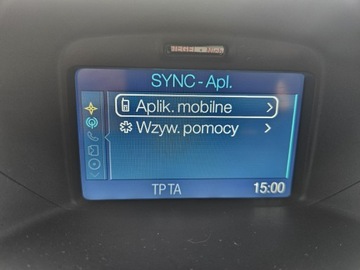 SYNC-Apl.
Aplik. mobilne
Wzyw. pomocy
TP TA 15:00